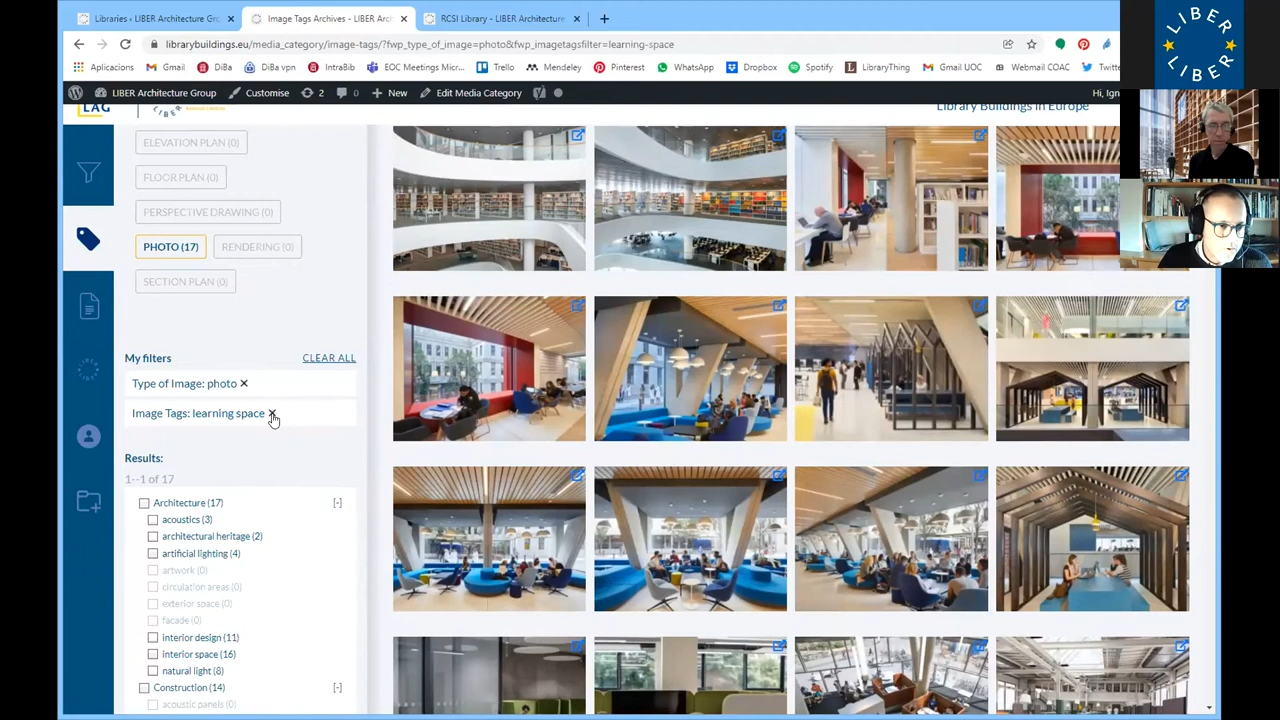 Libraries ‹ LIBER Architecture Gro
Image Tags Archives - LIBER Arc
RCSI Library - LIBER Architecture
librarybuildings.eu/media_category/image-tags/?fwp_type_of_image=photo&fwp_imagetagsfilter=learning-space
Aplicacions Gmail DiBa DiBa vpn IntraBib EOC Meetings Micr... Trello Mendeley Pinterest WhatsApp Dropbox Spotify LibraryThing Gmail UOC Webmail COAC Twitte
LIBER Architecture Group Customise 2 0 New Edit Media Category Hi, Ign
LAG LIBER
Library Buildings in Europe
LIBER
LIBER
ELEVATION PLAN (0)
FLOOR PLAN (0)
PERSPECTIVE DRAWING (0)
PHOTO (17) RENDERING (0)
SECTION PLAN (0)
My filters CLEAR ALL
Type of Image: photo ×
Image Tags: learning space ×
Results:
1--1 of 17
Architecture (17) [-]
acoustics (3)
architectural heritage (2)
artificial lighting (4)
artwork (0)
circulation areas (0)
exterior space (0)
facade (0)
interior design (11)
interior space (16)
natural light (8)
Construction (14) [-]
acoustic panels (0)